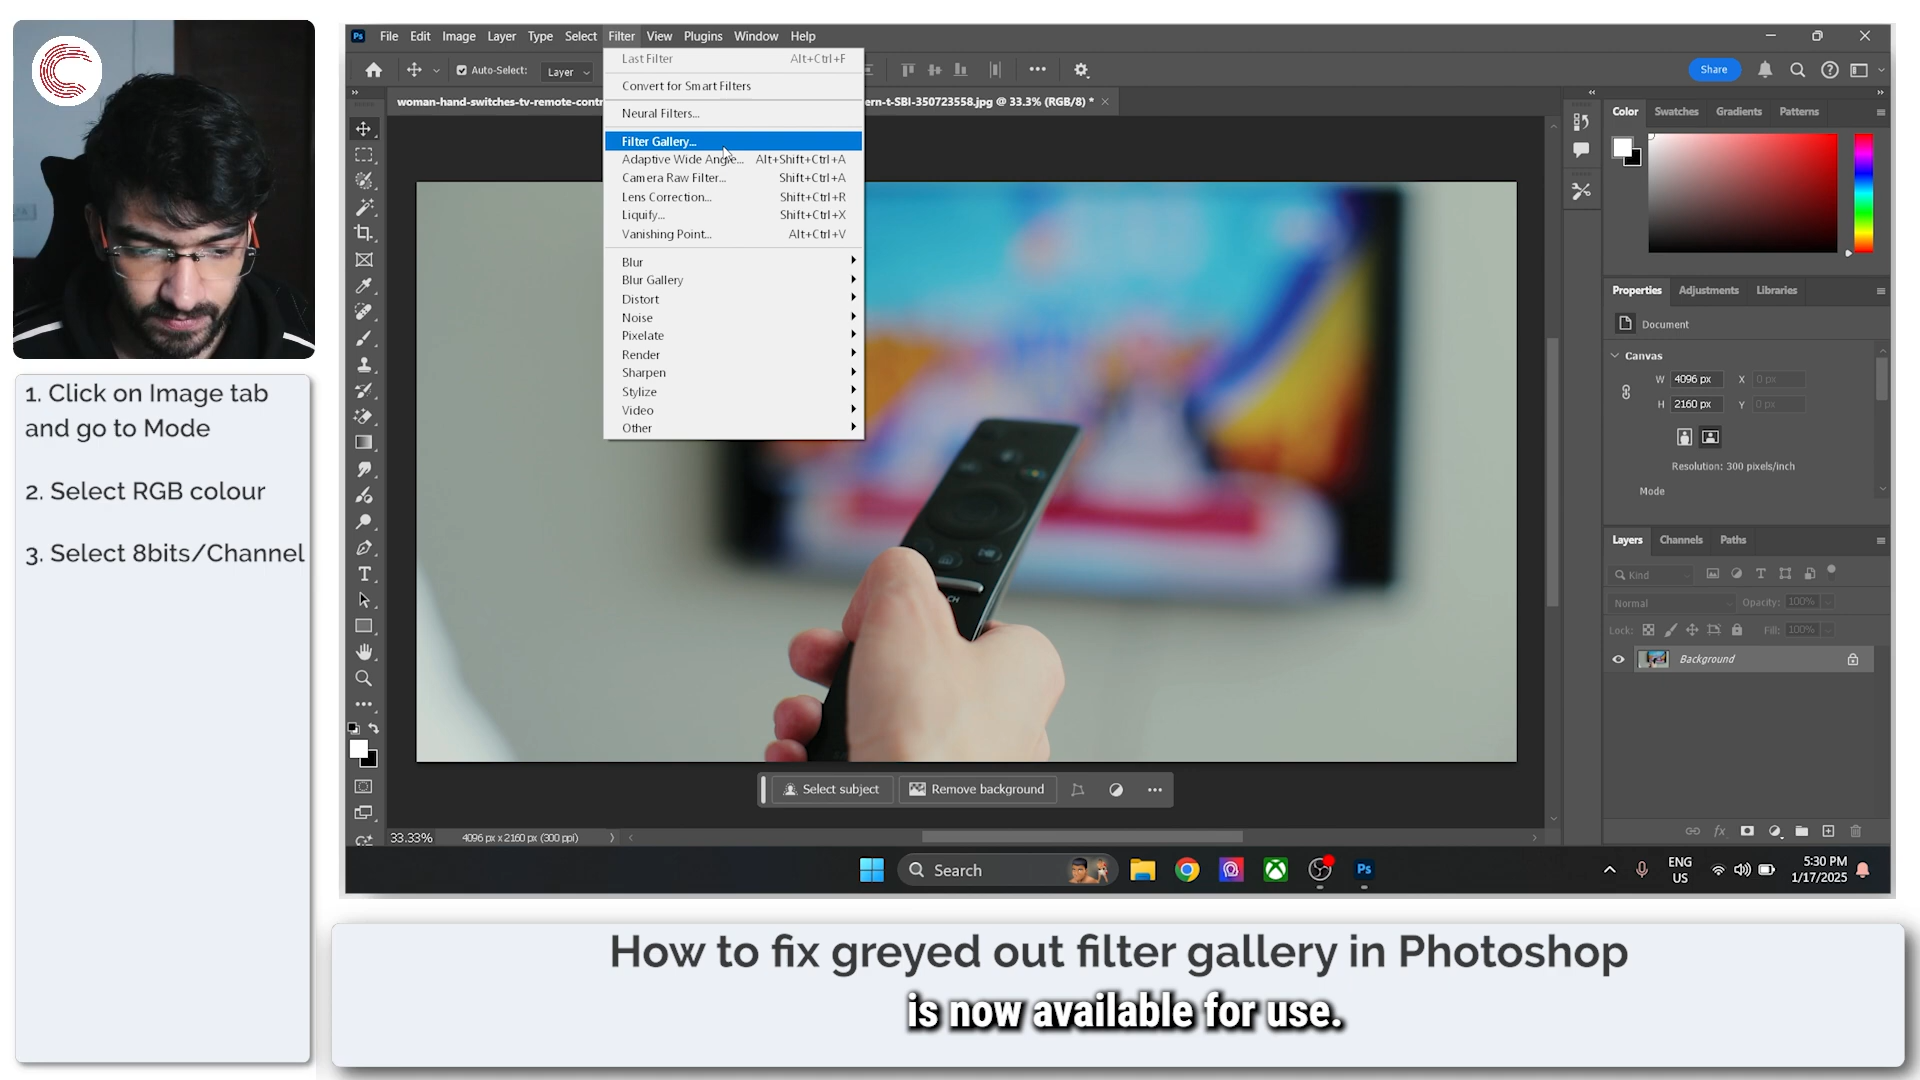 1. Click on Image tab
and go to Mode
2. Select RGB colour
3. Select 8bits/Channel
Ps File Edit Image Layer Type Select Filter View Plugins Window Help
Auto-Select: Layer
Share
woman-hand-switches-tv-remote-contr
ern-t-SBI-350723558.jpg @ 33.3% (RGB/8) *
Last Filter Alt+Ctrl+F
Convert for Smart Filters
Neural Filters...
Filter Gallery...
Adaptive Wide Angle... Alt+Shift+Ctrl+A
Camera Raw Filter... Shift+Ctrl+A
Lens Correction... Shift+Ctrl+R
Liquify... Shift+Ctrl+X
Vanishing Point... Alt+Ctrl+V
Blur
Blur Gallery
Distort
Noise
Pixelate
Render
Sharpen
Stylize
Video
Other
Color Swatches Gradients Patterns
Properties Adjustments Libraries
Document
Canvas
W 4096 px X 0 px
H 2160 px Y 0 px
Resolution: 300 pixels/inch
Mode
Layers Channels Paths
Kind
Normal Opacity: 100%
Lock: Fill: 100%
Background
fx
Select subject Remove background
33.33% 4096 px x 2160 px (300 ppi)
Search
Ps
ENG
US
5:30 PM
1/17/2025
How to fix greyed out filter gallery in Photoshop
is now available for use.